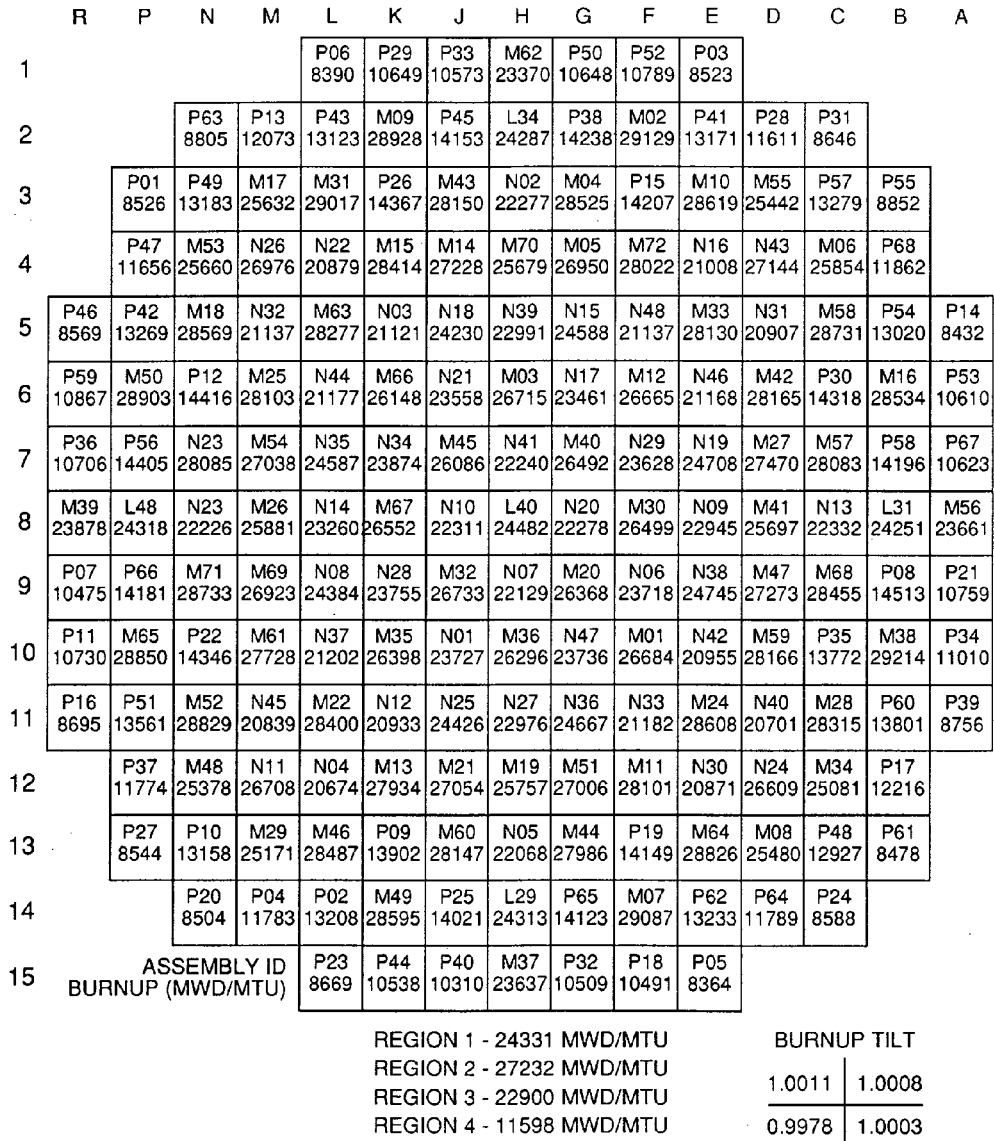 R P N M L K J H G F E D C B A
P06 P29 P33 M62 P50 P52 P03
1 8390 10649 10573 23370 10648 10789 8523
P63 P13 P43 M09 P45 L34 P38 M02 P41 P28 P31
2 8805 12073 13123 28928 14153 24287 14238 29129 13171 11611 8646
P01 P49 M17 M31 P26 M43 N02 M04 P15 M10 M55 P57 P55
3 8526 13183 25632 29017 14367 28150 22277 28525 14207 28619 25442 13279 8852
P47 M53 N26 N22 M15 M14 M70 M05 M72 N16 N43 M06 P68
4 11656 25660 26976 20879 28414 27228 25679 26950 28022 21008 27144 25854 11862
P46 P42 M18 N32 M63 N03 N18 N39 N15 N48 M33 N31 M58 P54 P14
5 8569 13269 28569 21137 28277 21121 24230 22991 24588 21137 28130 20907 28731 13020 8432
P59 M50 P12 M25 N44 M66 N21 M03 N17 M12 N46 M42 P30 M16 P53
6 10867 28903 14416 28103 21177 26148 23558 26715 23461 26665 21168 28165 14318 28534 10610
P36 P56 N23 M54 N35 N34 M45 N41 M40 N29 N19 M27 M57 P58 P67
7 10706 14405 28085 27038 24587 23874 26086 22240 26492 23628 24708 27470 28083 14196 10623
M39 L48 N23 M26 N14 M67 N10 L40 N20 M30 N09 M41 N13 L31 M56
8 23878 24318 22226 25881 23260 26552 22311 24482 22278 26499 22945 25697 22332 24251 23661
P07 P66 M71 M69 N08 N28 M32 N07 M20 N06 N38 M47 M68 P08 P21
9 10475 14181 28733 26923 24384 23755 26733 22129 26368 23718 24745 27273 28455 14513 10759
P11 M65 P22 M61 N37 M35 N01 M36 N47 M01 N42 M59 P35 M38 P34
10 10730 28850 14346 27728 21202 26398 23727 26296 23736 26684 20955 28166 13772 29214 11010
P16 P51 M52 N45 M22 N12 N25 N27 N36 N33 M24 N40 M28 P60 P39
11 8695 13561 28829 20839 28400 20933 24426 22976 24667 21182 28608 20701 28315 13801 8756
P37 M48 N11 N04 M13 M21 M19 M51 M11 N30 N24 M34 P17
12 11774 25378 26708 20674 27934 27054 25757 27006 28101 20871 26609 25081 12216
P27 P10 M29 M46 P09 M60 N05 M44 P19 M64 M08 P48 P61
13 8544 13158 25171 28487 13902 28147 22068 27986 14149 28826 25480 12927 8478
P20 P04 P02 M49 P25 L29 P65 M07 P62 P64 P24
14 8504 11783 13208 28595 14021 24313 14123 29087 13233 11789 8588
ASSEMBLY ID P23 P44 P40 M37 P32 P18 P05
15 BURNUP (MWD/MTU) 8669 10538 10310 23637 10509 10491 8364
REGION 1 - 24331 MWD/MTU
REGION 2 - 27232 MWD/MTU
REGION 3 - 22900 MWD/MTU
REGION 4 - 11598 MWD/MTU
BURNUP TILT
1.0011 1.0008
0.9978 1.0003